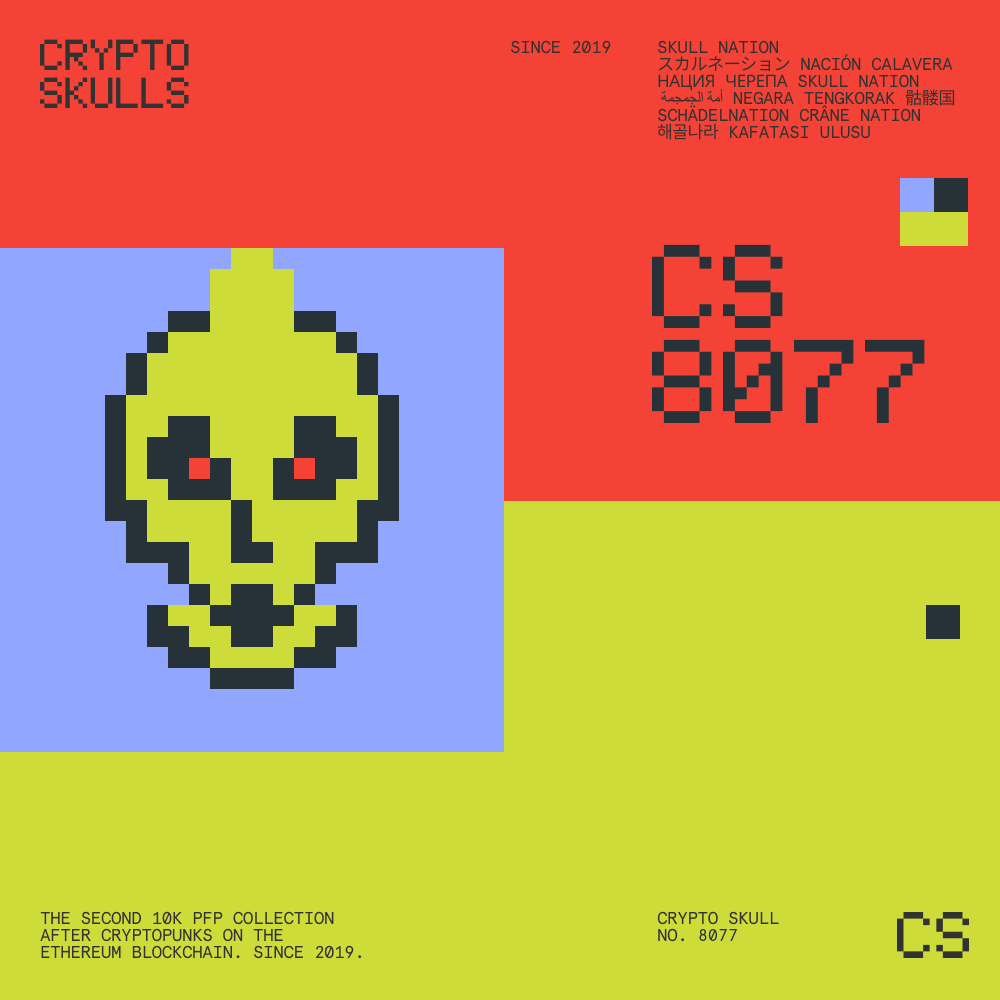 CRYPTO
SKULLS
SINCE 2019
SKULL NATION
スカルネーション NACIÓN CALAVERA
НАЦИЯ ЧЕРЕПА SKULL NATION
أمة الجمجمة NEGARA TENGKORAK 骷髅国
SCHÄDELNATION CRÂNE NATION
해골나라 KAFATASI ULUSU
CS
8077
THE SECOND 10K PFP COLLECTION
AFTER CRYPTOPUNKS ON THE
ETHEREUM BLOCKCHAIN. SINCE 2019.
CRYPTO SKULL
NO. 8077
CS